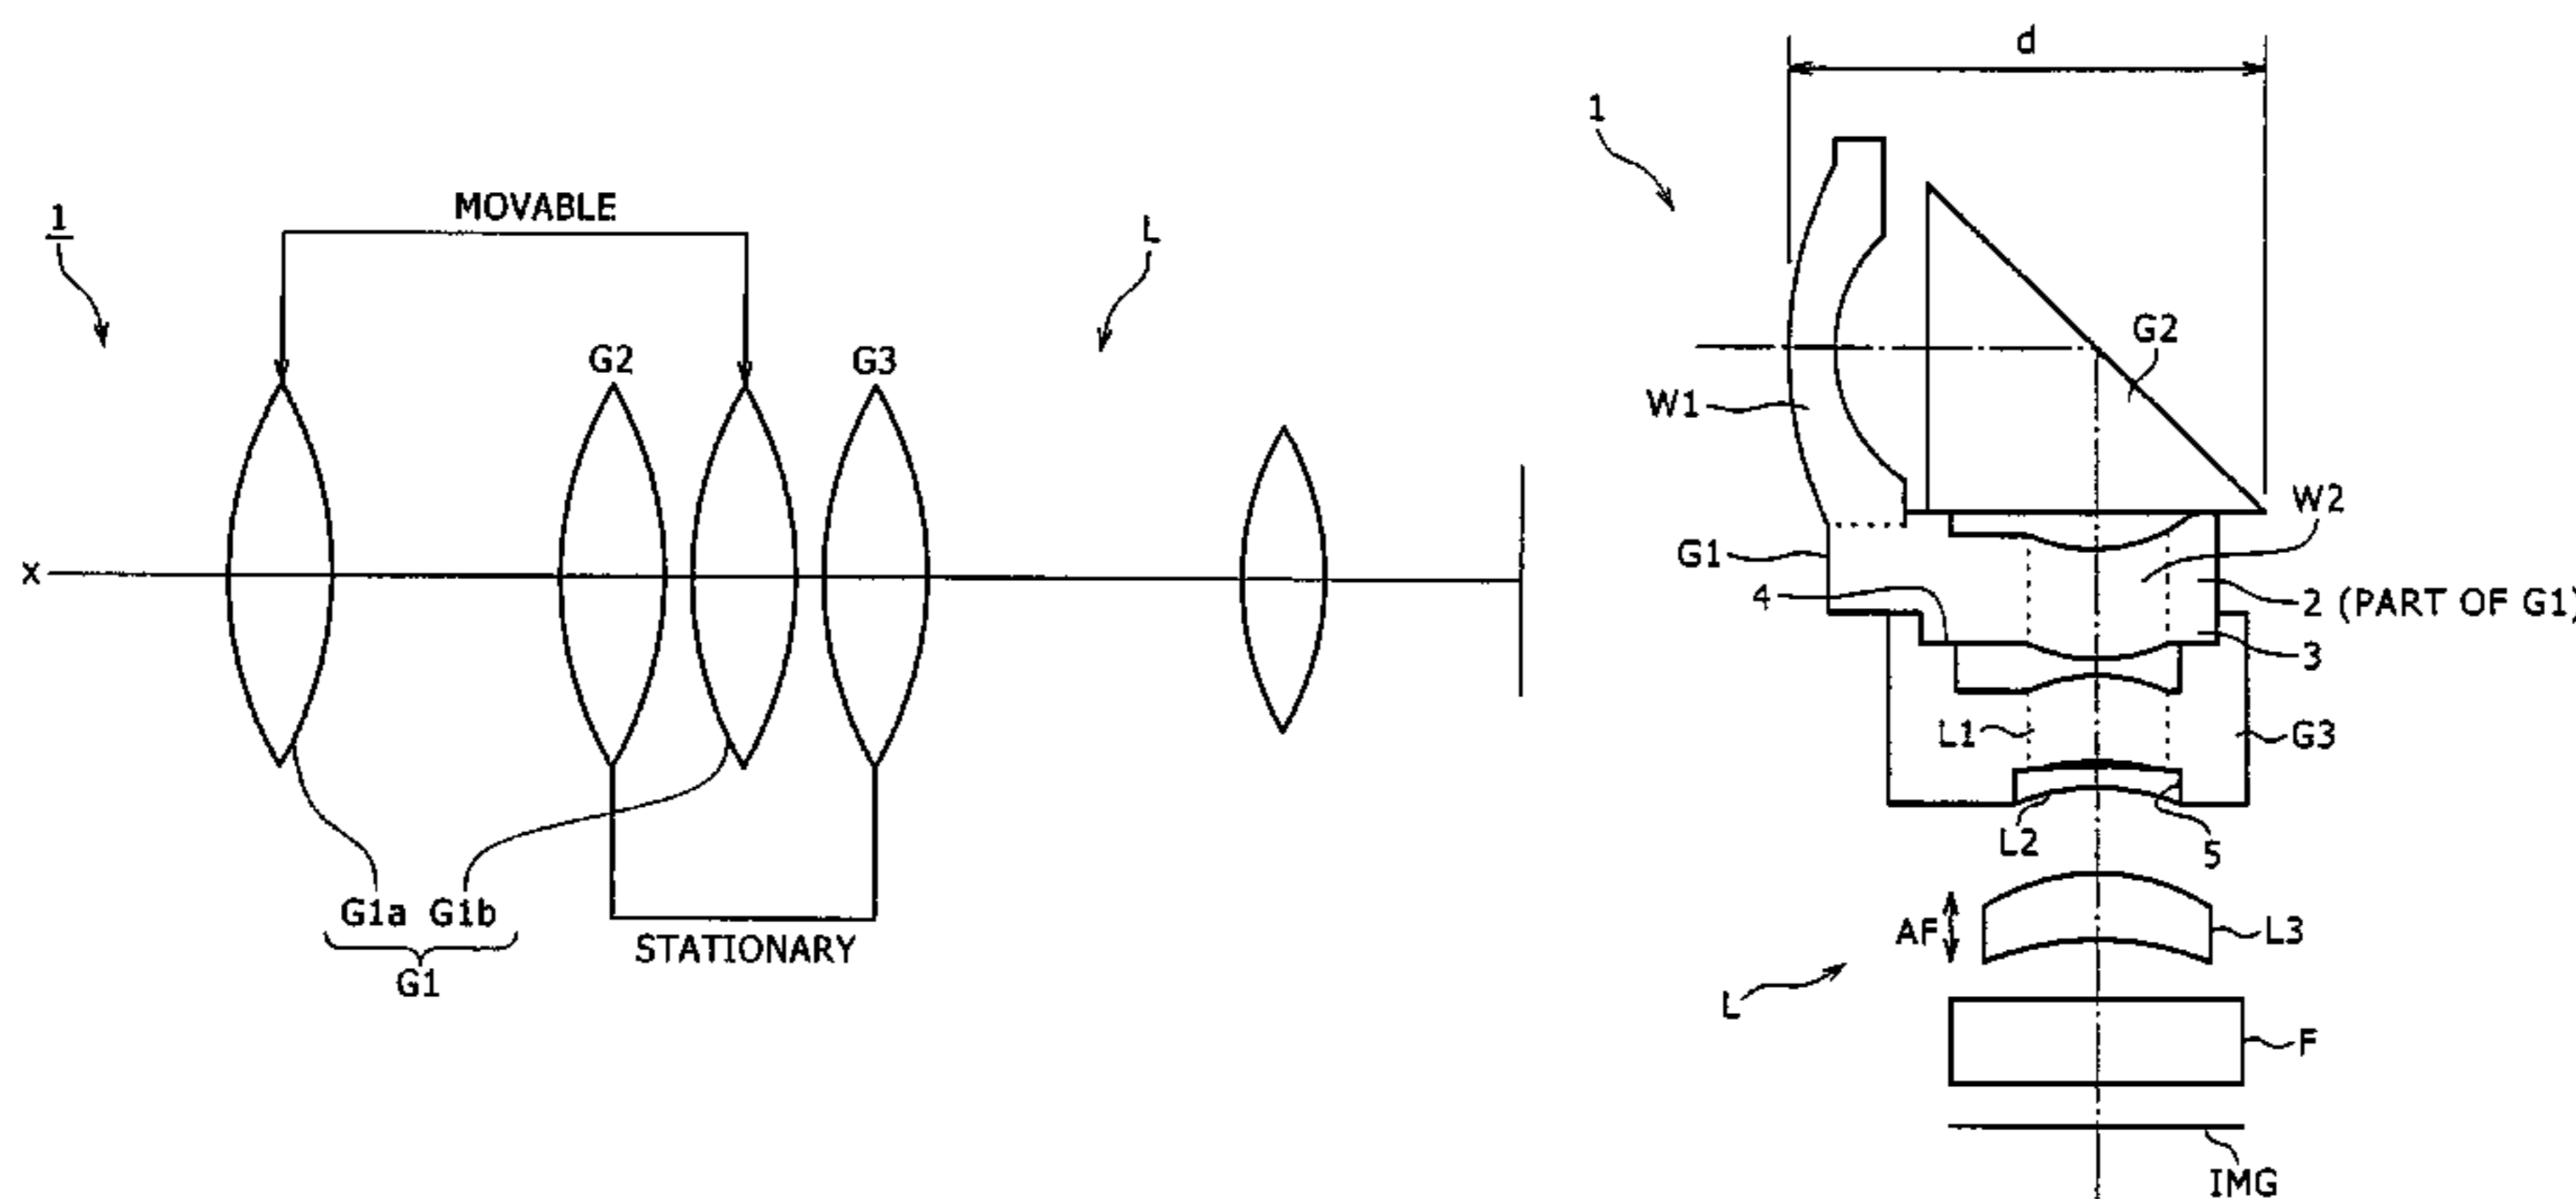 1
MOVABLE
L
G2
G3
X
G1a G1b
G1
STATIONARY
d
1
G2
W1
W2
G1
4
2 (PART OF G1)
3
L1
G3
L2
5
AF
L3
L
F
IMG